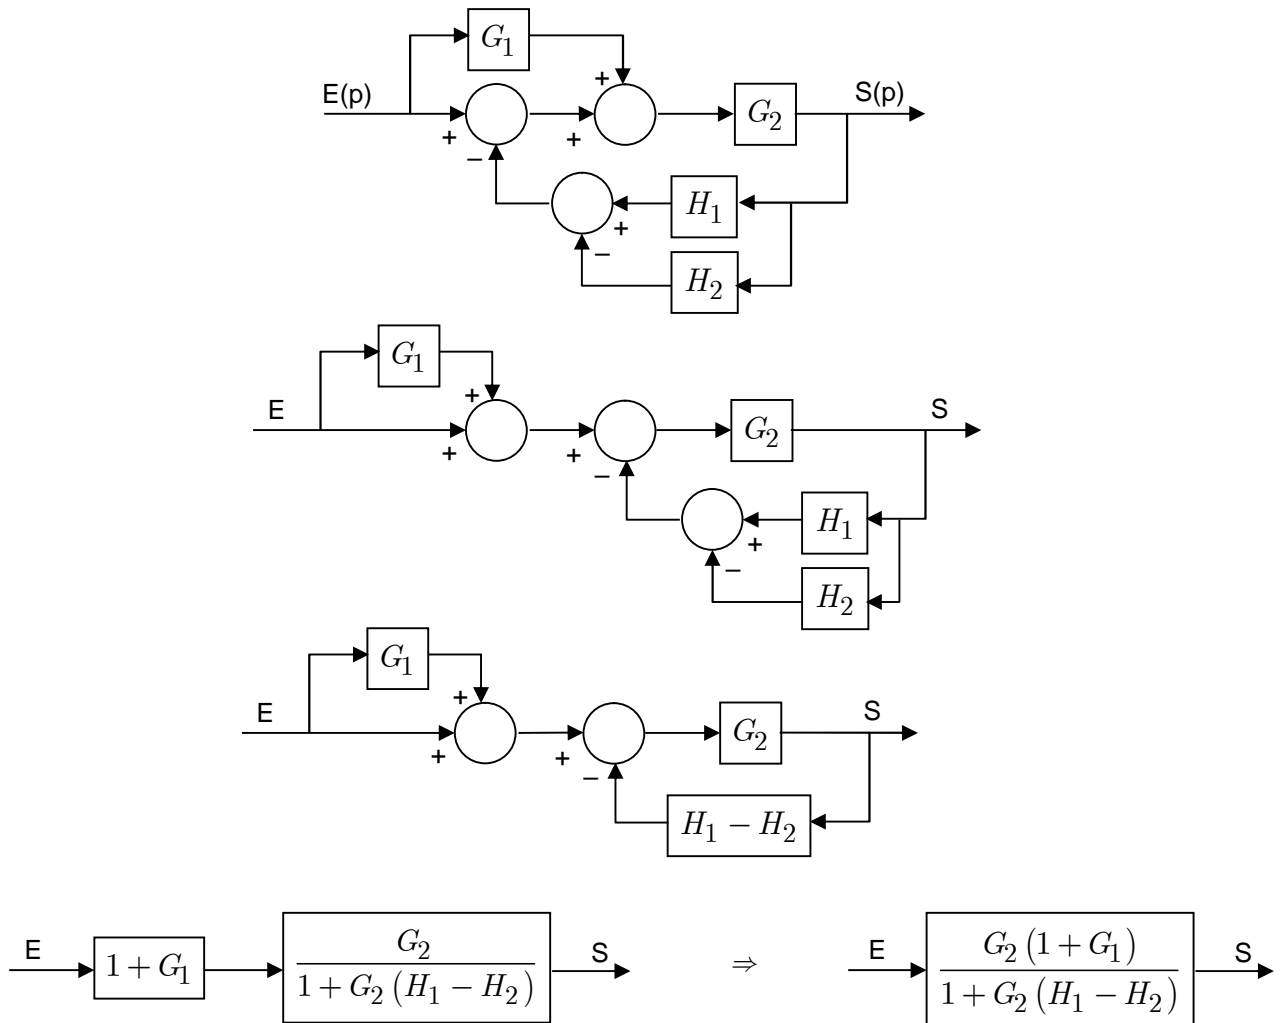 G₁
+
E(p) S(p)
G₂
+ +
−
H₁
+
−
H₂
G₁
+
E S
G₂
+ +
−
H₁
+
−
H₂
G₁
+
E S
G₂
+ +
−
H₁ − H₂
E 1 + G₁ G₂ / 1 + G₂ (H₁ − H₂) S ⇒ E G₂ (1 + G₁) / 1 + G₂ (H₁ − H₂) S